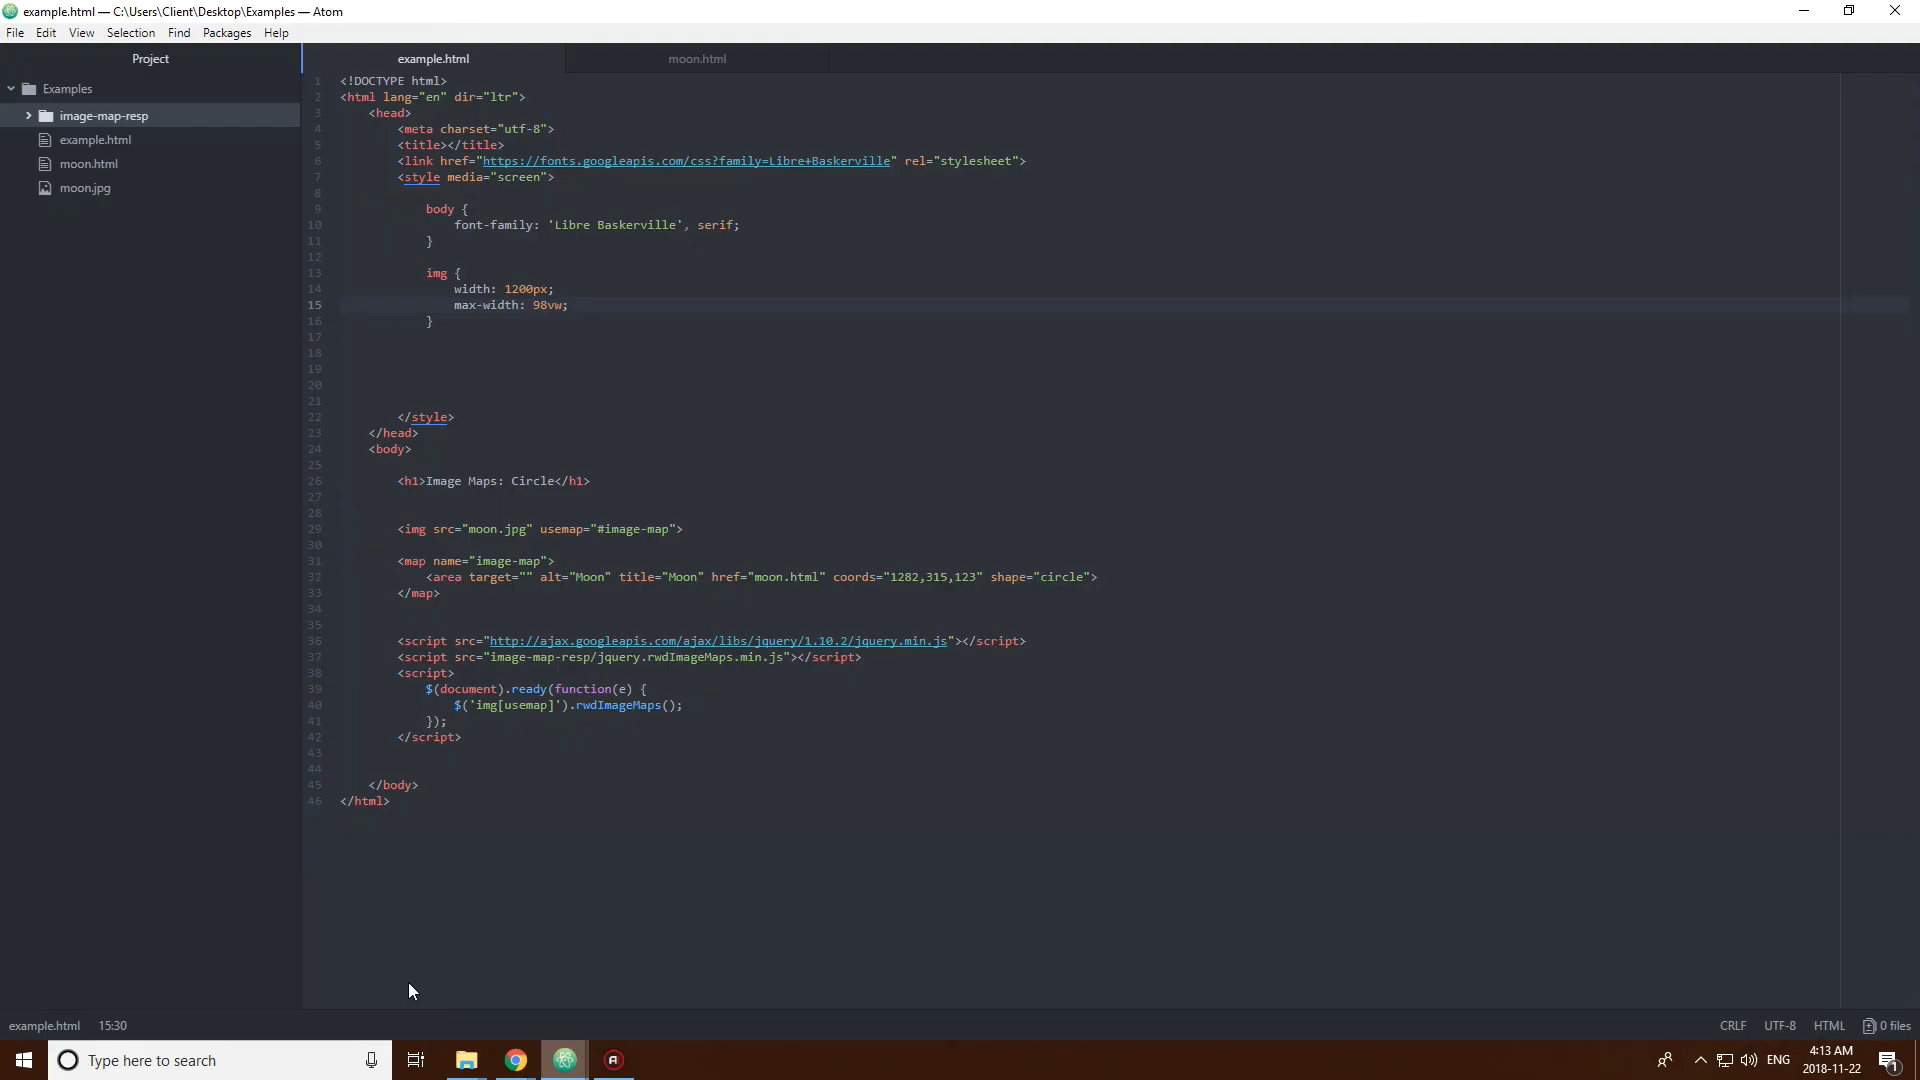 example.html — C:\Users\Client\Desktop\Examples — Atom
File Edit View Selection Find Packages Help
Project
Examples
image-map-resp
example.html
moon.html
moon.jpg
example.html moon.html
1 <!DOCTYPE html>
2 <html lang="en" dir="ltr">
3 <head>
4 <meta charset="utf-8">
5 <title></title>
6 <link href="https://fonts.googleapis.com/css?family=Libre+Baskerville" rel="stylesheet">
7 <style media="screen">
8
9 body {
10 font-family: 'Libre Baskerville', serif;
11 }
12
13 img {
14 width: 1200px;
15 max-width: 98vw;
16 }
17
18
19
20
21
22 </style>
23 </head>
24 <body>
25
26 <h1>Image Maps: Circle</h1>
27
28
29 <img src="moon.jpg" usemap="#image-map">
30
31 <map name="image-map">
32 <area target="" alt="Moon" title="Moon" href="moon.html" coords="1282,315,123" shape="circle">
33 </map>
34
35
36 <script src="http://ajax.googleapis.com/ajax/libs/jquery/1.10.2/jquery.min.js"></script>
37 <script src="image-map-resp/jquery.rwdImageMaps.min.js"></script>
38 <script>
39 $(document).ready(function(e) {
40 $('img[usemap]').rwdImageMaps();
41 });
42 </script>
43
44
45 </body>
46 </html>
example.html 15:30
CRLF UTF-8 HTML 0 files
Type here to search
ENG
4:13 AM
2018-11-22
1